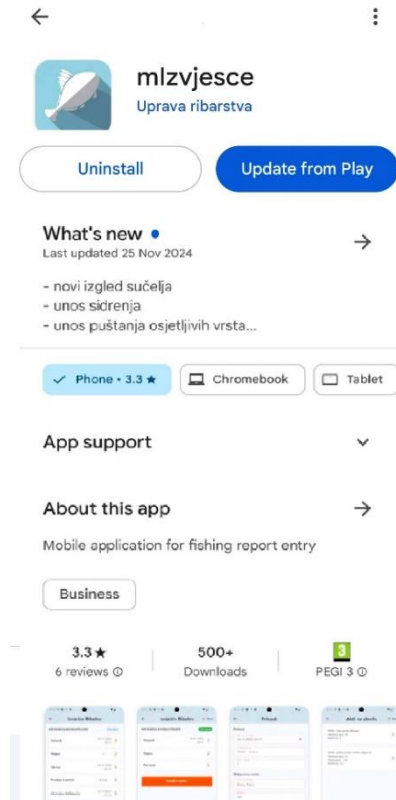 mlzvjesce
Uprava ribarstva
Uninstall
Update from Play
What's new
Last updated 25 Nov 2024
- novi izgled sučelja
- unos sidrenja
- unos puštanja osjetljivih vrsta...
Phone • 3.3 ★
Chromebook
Tablet
App support
About this app
Mobile application for fishing report entry
Business
3.3 ★
6 reviews
500+
Downloads
3
PEGI 3